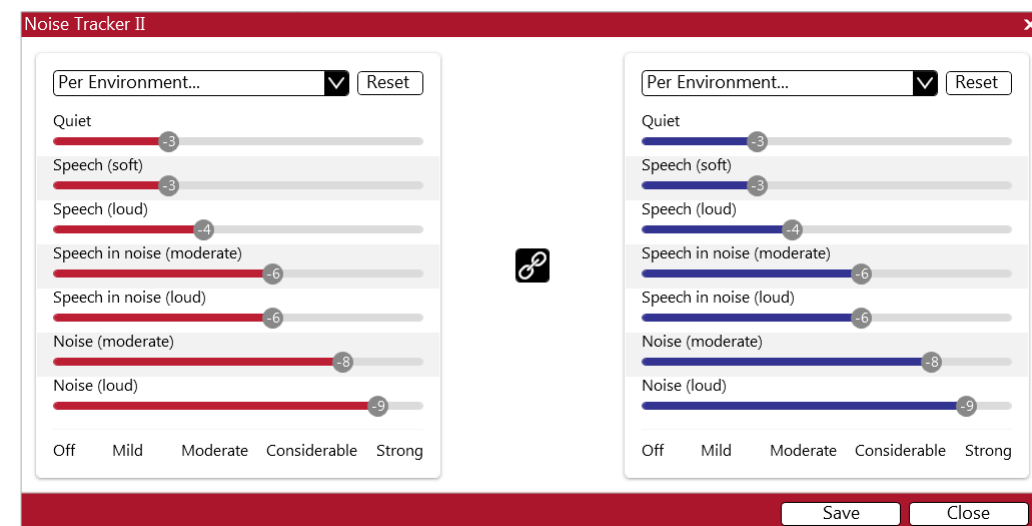 Noise Tracker II
Per Environment... Reset
Quiet
-3
Speech (soft)
-3
Speech (loud)
-4
Speech in noise (moderate)
-6
Speech in noise (loud)
-6
Noise (moderate)
-8
Noise (loud)
-9
Off Mild Moderate Considerable Strong
Per Environment... Reset
Quiet
-3
Speech (soft)
-3
Speech (loud)
-4
Speech in noise (moderate)
-6
Speech in noise (loud)
-6
Noise (moderate)
-8
Noise (loud)
-9
Off Mild Moderate Considerable Strong
Save Close